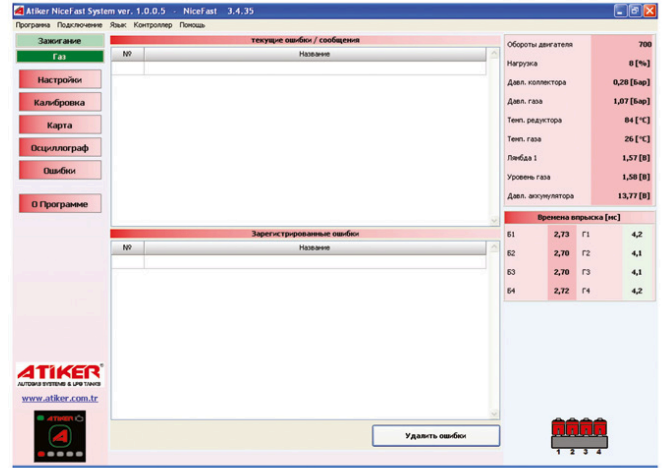 Atiker NiceFast System ver. 1.0.0.5 - NiceFast 3.4.35
Программа Подключение Язык Контроллер Помощь
Зажигание
Газ
Настройки
Калибровка
Карта
Осциллограф
Ошибки
О Программе
ATIKER
AUTOGAS SYSTEMS & LPG TANKS
www.atiker.com.tr
ATIKER
текущие ошибки / сообщения
№ Название
Зарегистрированные ошибки
№ Название
Удалить ошибки
Обороты двигателя 700
Нагрузка 8 [%]
Давл. коллектора 0,28 [Бар]
Давл. газа 1,07 [Бар]
Темп. редуктора 84 [°C]
Темп. газа 26 [°C]
Лямбда 1 1,57 [В]
Уровень газа 1,58 [В]
Давл. аккумулятора 13,77 [В]
Времена впрыска [мс]
Б1 2,73 Г1 4,2
Б2 2,70 Г2 4,1
Б3 2,70 Г3 4,1
Б4 2,72 Г4 4,2
1 2 3 4